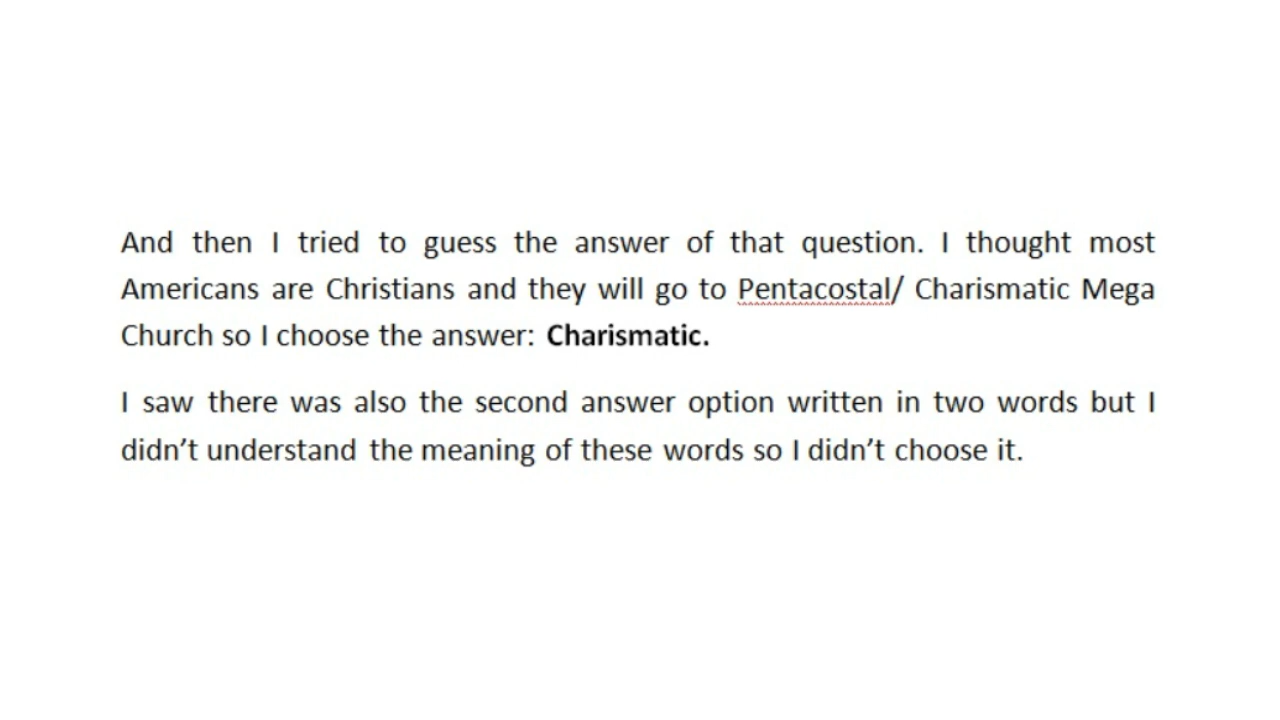 And then I tried to guess the answer of that question. I thought most
Americans are Christians and they will go to Pentacostal/ Charismatic Mega
Church so I choose the answer: Charismatic.
I saw there was also the second answer option written in two words but I
didn’t understand the meaning of these words so I didn’t choose it.